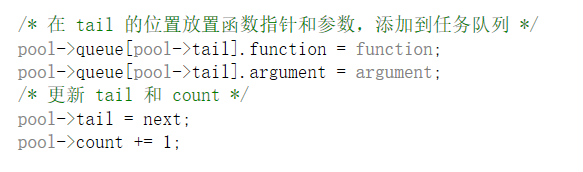 /* 在 tail 的位置放置函数指针和参数，添加到任务队列 */
pool->queue[pool->tail].function = function;
pool->queue[pool->tail].argument = argument;
/* 更新 tail 和 count */
pool->tail = next;
pool->count += 1;